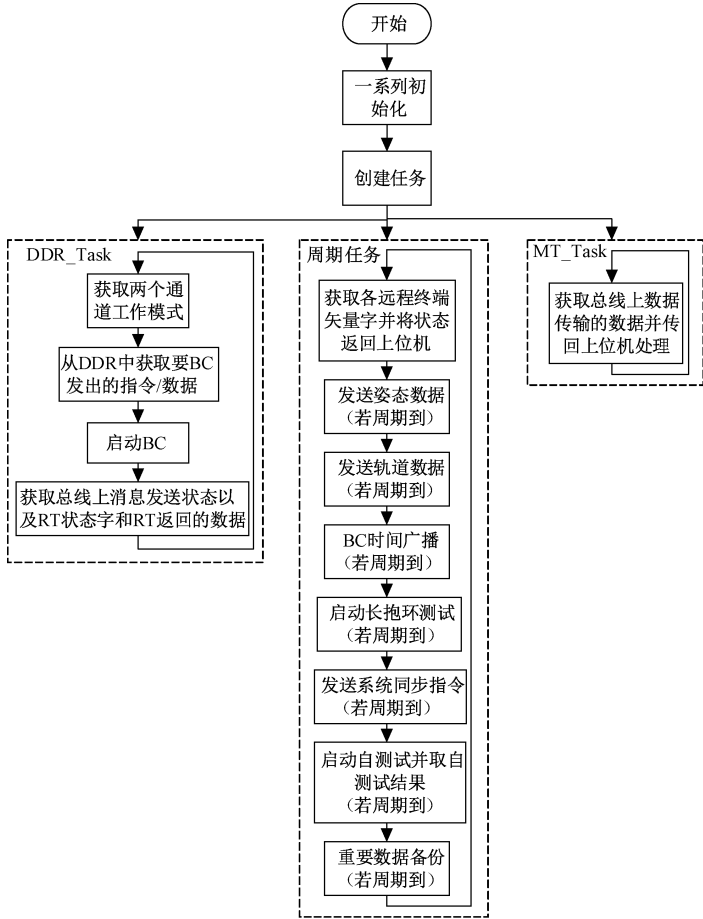 开始
一系列初
始化
创建任务
DDR_Task
获取两个通
道工作模式
从DDR中获取要BC
发出的指令/数据
启动BC
获取总线上消息发送状态以
及RT状态字和RT返回的数据
周期任务
获取各远程终端
矢量字并将状态
返回上位机
发送姿态数据
（若周期到）
发送轨道数据
（若周期到）
BC时间广播
（若周期到）
启动长抱环测试
（若周期到）
发送系统同步指令
（若周期到）
启动自测试并取自
测试结果
（若周期到）
重要数据备份
（若周期到）
MT_Task
获取总线上数据
传输的数据并传
回上位机处理